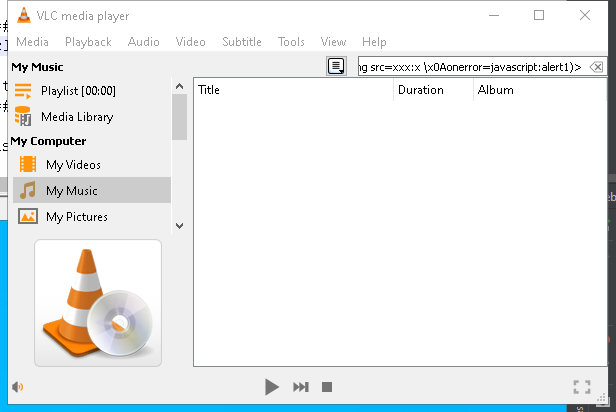 VLC media player
Media Playback Audio Video Subtitle Tools View Help
My Music
ng src=xxx:x \x0Aonerror=javascript:alert1)>
Playlist [00:00]
Title Duration Album
Media Library
My Computer
My Videos
My Music
My Pictures